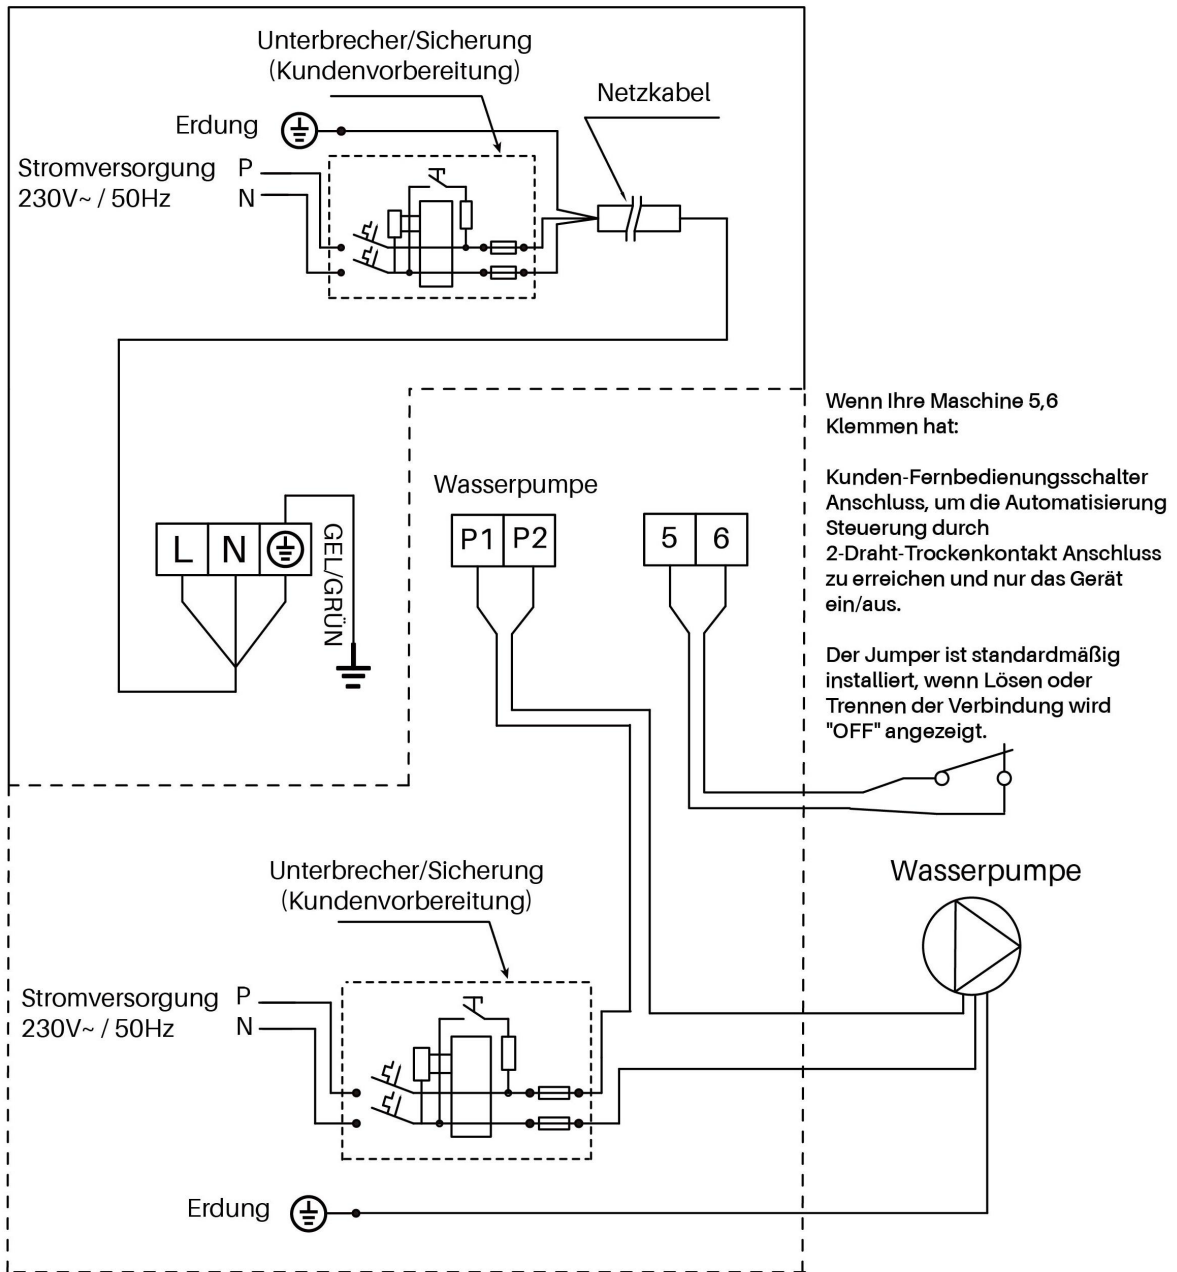 Unterbrecher/Sicherung
(Kundenvorbereitung)
Netzkabel
Erdung
Stromversorgung P
230V~ / 50Hz N
Wenn Ihre Maschine 5,6
Klemmen hat:
Kunden-Fernbedienungsschalter
Anschluss, um die Automatisierung
Steuerung durch
2-Draht-Trockenkontakt Anschluss
zu erreichen und nur das Gerät
ein/aus.
Der Jumper ist standardmäßig
installiert, wenn Lösen oder
Trennen der Verbindung wird
"OFF" angezeigt.
Wasserpumpe
L N
GEL/GRÜN
P1 P2
5 6
Unterbrecher/Sicherung
(Kundenvorbereitung)
Wasserpumpe
Stromversorgung P
230V~ / 50Hz N
Erdung